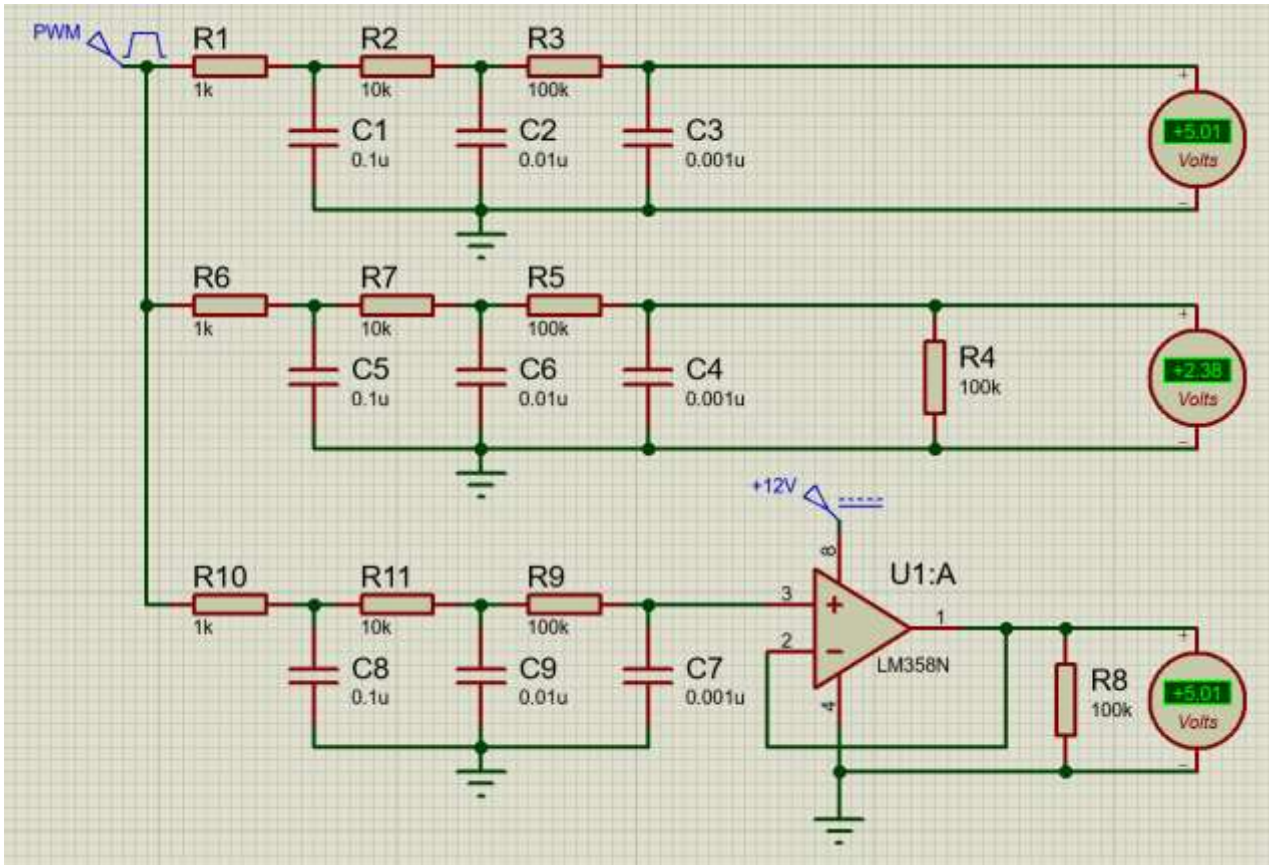 PWM
R1
1k
R2
10k
R3
100k
C1
0.1u
C2
0.01u
C3
0.001u
+
+5.01
Volts
−
R6
1k
R7
10k
R5
100k
C5
0.1u
C6
0.01u
C4
0.001u
R4
100k
+
+2.38
Volts
−
+12V
R10
1k
R11
10k
R9
100k
C8
0.1u
C9
0.01u
C7
0.001u
8
3
+
2
−
4
U1:A
1
LM358N
R8
100k
+
+5.01
Volts
−